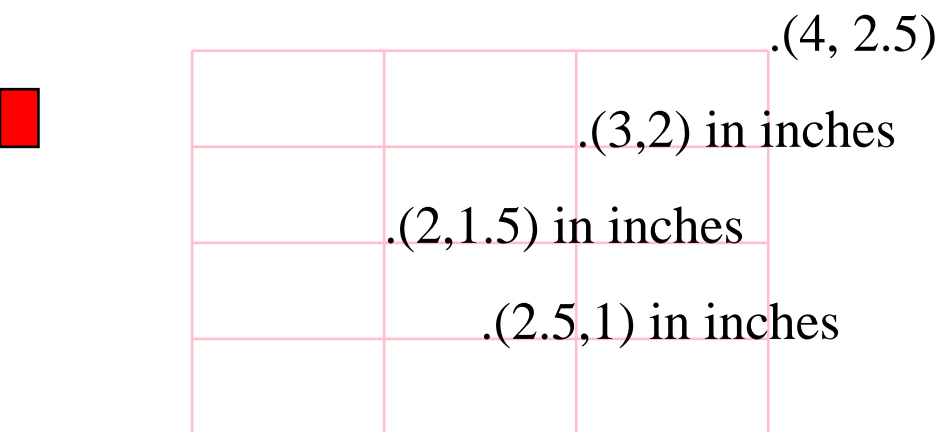 .(4, 2.5)
.(3,2) in inches
.(2,1.5) in inches
.(2.5,1) in inches